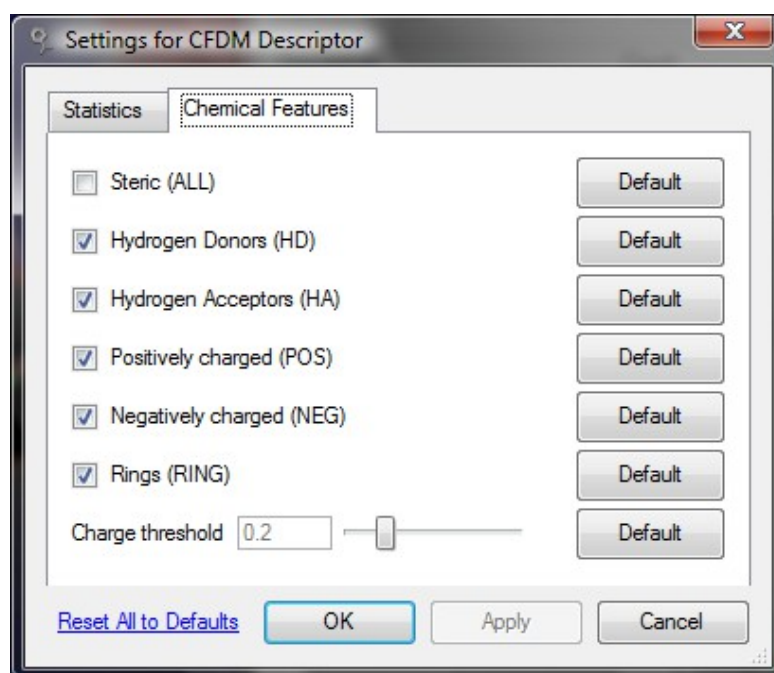 Settings for CFDM Descriptor
Statistics Chemical Features
Steric (ALL) Default
Hydrogen Donors (HD) Default
Hydrogen Acceptors (HA) Default
Positively charged (POS) Default
Negatively charged (NEG) Default
Rings (RING) Default
Charge threshold 0.2 Default
Reset All to Defaults OK Apply Cancel